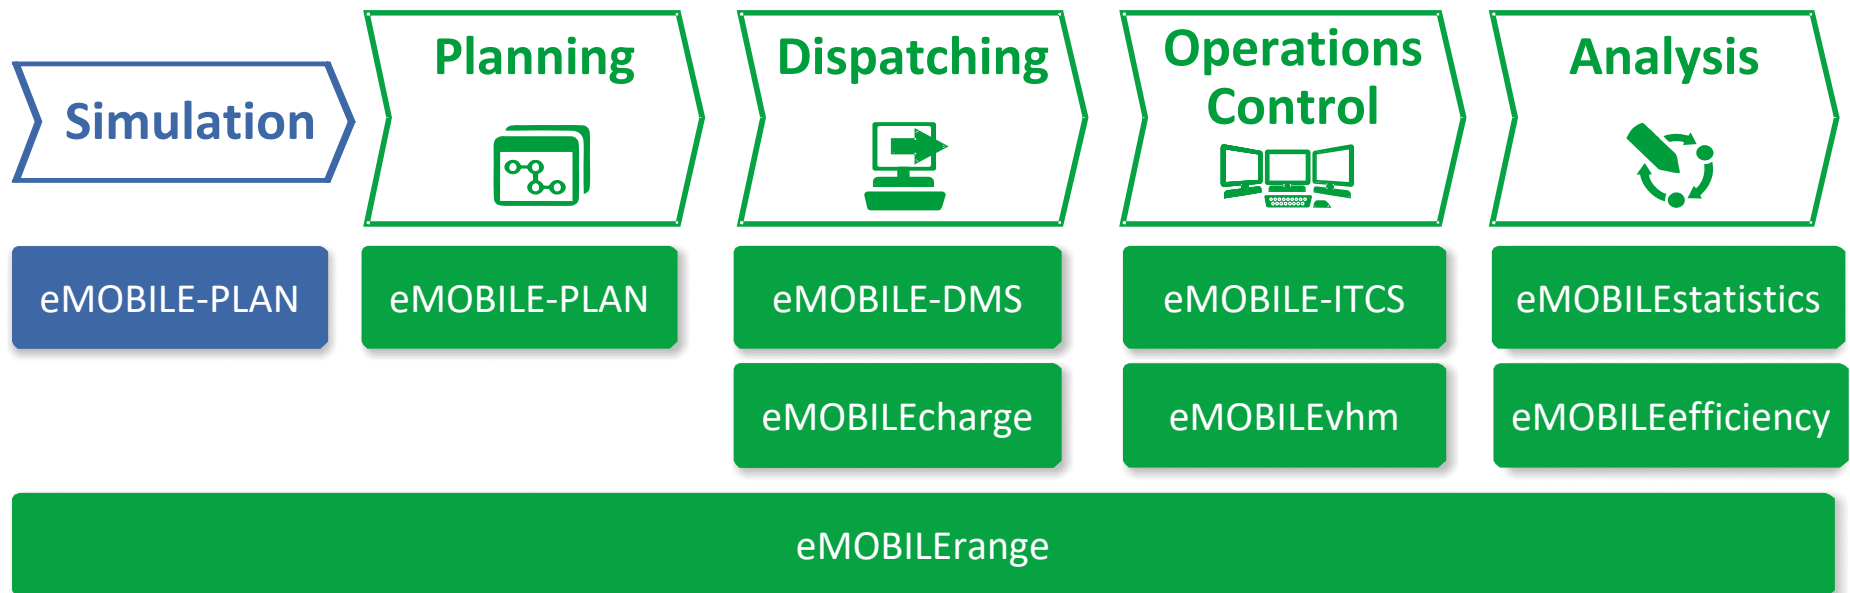 Simulation
Planning
Dispatching
Operations
Control
Analysis
eMOBILE-PLAN
eMOBILE-PLAN
eMOBILE-DMS
eMOBILE-ITCS
eMOBILEstatistics
eMOBILEcharge
eMOBILEvhm
eMOBILEefficiency
eMOBILErange